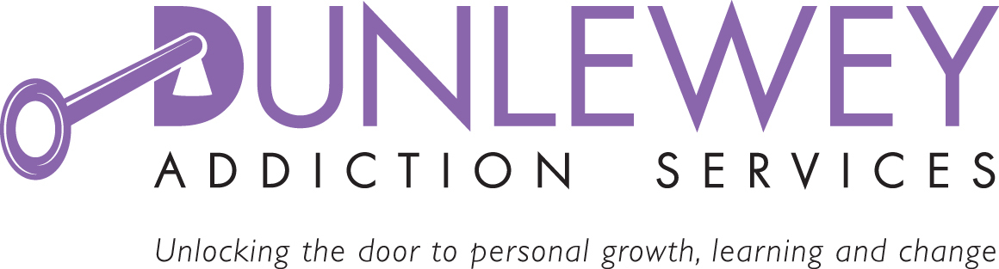 DUNLEWEY
ADDICTION SERVICES
Unlocking the door to personal growth, learning and change